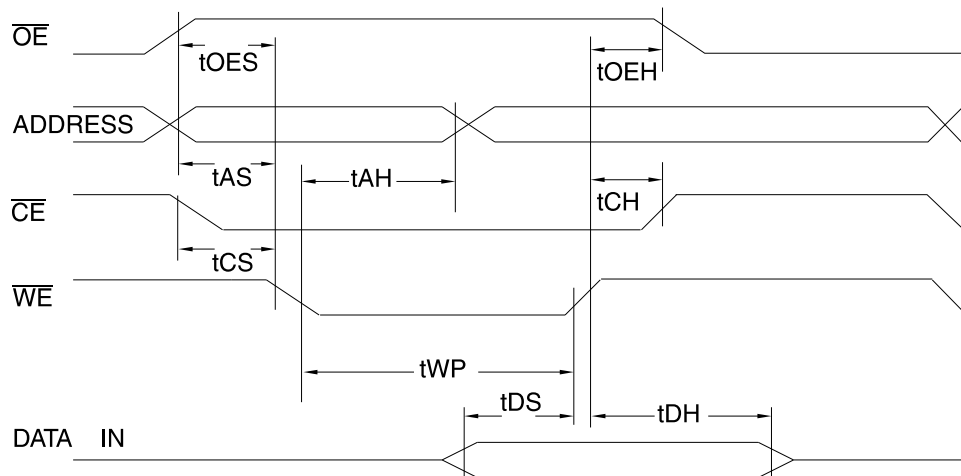 OE
tOES
tOEH
ADDRESS
tAS
tAH
tCH
CE
tCS
WE
tWP
tDS
tDH
DATA IN